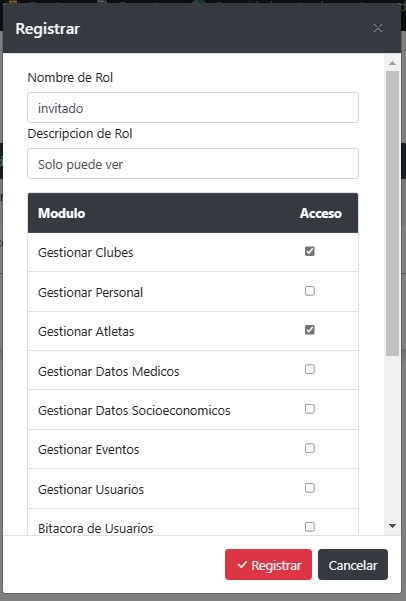 Registrar
Nombre de Rol
invitado
Descripcion de Rol
Solo puede ver
Modulo Acceso
Gestionar Clubes
Gestionar Personal
Gestionar Atletas
Gestionar Datos Medicos
Gestionar Datos Socioeconomicos
Gestionar Eventos
Gestionar Usuarios
Bitacora de Usuarios
Registrar Cancelar